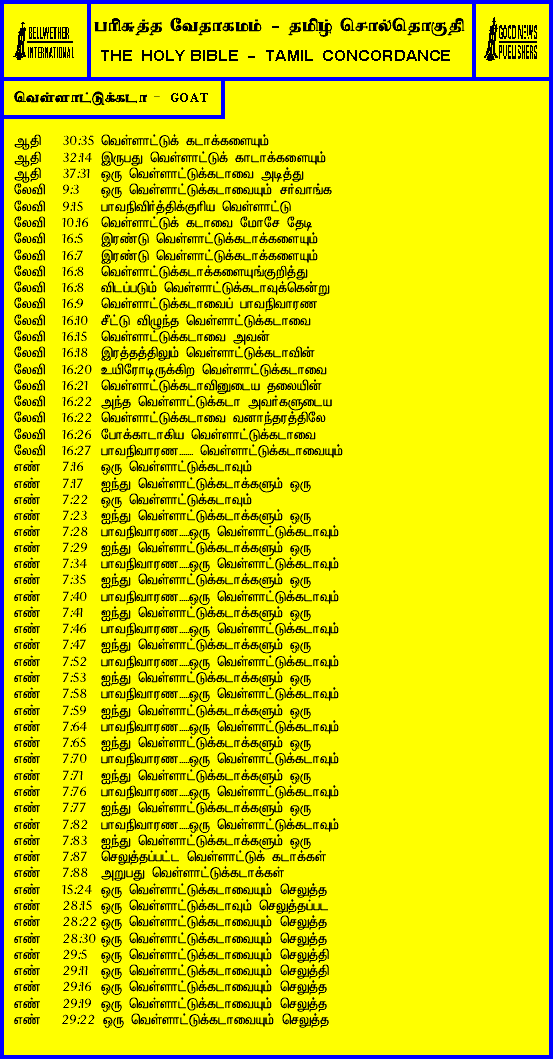 BELLWETHER
INTERNATIONAL
பரிசுத்த வேதாகமம் - தமிழ் சொல்தொகுதி
THE HOLY BIBLE - TAMIL CONCORDANCE
GOOD NEWS
PUBLISHERS
வெள்ளாட்டுக்கடா - GOAT
ஆதி 30:35 வெள்ளாட்டுக் கடாக்களையும்
ஆதி 32:14 இருபது வெள்ளாட்டுக் காடாக்களையும்
ஆதி 37:31 ஒரு வெள்ளாட்டுக்கடாவை அடித்து
லேவி 9:3 ஒரு வெள்ளாட்டுக்கடாவையும் சர்வாங்க
லேவி 9:15 பாவநிவிர்த்திக்குரிய வெள்ளாட்டு
லேவி 10:16 வெள்ளாட்டுக் கடாவை மோசே தேடி
லேவி 16:5 இரண்டு வெள்ளாட்டுக்கடாக்களையும்
லேவி 16:7 இரண்டு வெள்ளாட்டுக்கடாக்களையும்
லேவி 16:8 வெள்ளாட்டுக்கடாக்களையுங்குறித்து
லேவி 16:8 விடப்படும் வெள்ளாட்டுக்கடாவுக்கென்று
லேவி 16:9 வெள்ளாட்டுக்கடாவைப் பாவநிவாரண
லேவி 16:10 சீட்டு விழுந்த வெள்ளாட்டுக்கடாவை
லேவி 16:15 வெள்ளாட்டுக்கடாவை அவன்
லேவி 16:18 இரத்தத்திலும் வெள்ளாட்டுக்கடாவின்
லேவி 16:20 உயிரோடிருக்கிற வெள்ளாட்டுக்கடாவை
லேவி 16:21 வெள்ளாட்டுக்கடாவினுடைய தலையின்
லேவி 16:22 அந்த வெள்ளாட்டுக்கடா அவர்களுடைய
லேவி 16:22 வெள்ளாட்டுக்கடாவை வனாந்தரத்திலே
லேவி 16:26 போக்காடாகிய வெள்ளாட்டுக்கடாவை
லேவி 16:27 பாவநிவாரண....... வெள்ளாட்டுக்கடாவையும்
எண் 7:16 ஒரு வெள்ளாட்டுக்கடாவும்
எண் 7:17 ஐந்து வெள்ளாட்டுக்கடாக்களும் ஒரு
எண் 7:22 ஒரு வெள்ளாட்டுக்கடாவும்
எண் 7:23 ஐந்து வெள்ளாட்டுக்கடாக்களும் ஒரு
எண் 7:28 பாவநிவாரண.....ஒரு வெள்ளாட்டுக்கடாவும்
எண் 7:29 ஐந்து வெள்ளாட்டுக்கடாக்களும் ஒரு
எண் 7:34 பாவநிவாரண.....ஒரு வெள்ளாட்டுக்கடாவும்
எண் 7:35 ஐந்து வெள்ளாட்டுக்கடாக்களும் ஒரு
எண் 7:40 பாவநிவாரண.....ஒரு வெள்ளாட்டுக்கடாவும்
எண் 7:41 ஐந்து வெள்ளாட்டுக்கடாக்களும் ஒரு
எண் 7:46 பாவநிவாரண.....ஒரு வெள்ளாட்டுக்கடாவும்
எண் 7:47 ஐந்து வெள்ளாட்டுக்கடாக்களும் ஒரு
எண் 7:52 பாவநிவாரண.....ஒரு வெள்ளாட்டுக்கடாவும்
எண் 7:53 ஐந்து வெள்ளாட்டுக்கடாக்களும் ஒரு
எண் 7:58 பாவநிவாரண.....ஒரு வெள்ளாட்டுக்கடாவும்
எண் 7:59 ஐந்து வெள்ளாட்டுக்கடாக்களும் ஒரு
எண் 7:64 பாவநிவாரண.....ஒரு வெள்ளாட்டுக்கடாவும்
எண் 7:65 ஐந்து வெள்ளாட்டுக்கடாக்களும் ஒரு
எண் 7:70 பாவநிவாரண.....ஒரு வெள்ளாட்டுக்கடாவும்
எண் 7:71 ஐந்து வெள்ளாட்டுக்கடாக்களும் ஒரு
எண் 7:76 பாவநிவாரண.....ஒரு வெள்ளாட்டுக்கடாவும்
எண் 7:77 ஐந்து வெள்ளாட்டுக்கடாக்களும் ஒரு
எண் 7:82 பாவநிவாரண.....ஒரு வெள்ளாட்டுக்கடாவும்
எண் 7:83 ஐந்து வெள்ளாட்டுக்கடாக்களும் ஒரு
எண் 7:87 செலுத்தப்பட்ட வெள்ளாட்டுக் கடாக்கள்
எண் 7:88 அறுபது வெள்ளாட்டுக்கடாக்கள்
எண் 15:24 ஒரு வெள்ளாட்டுக்கடாவையும் செலுத்த
எண் 28:15 ஒரு வெள்ளாட்டுக்கடாவும் செலுத்தப்பட
எண் 28:22 ஒரு வெள்ளாட்டுக்கடாவையும் செலுத்த
எண் 28:30 ஒரு வெள்ளாட்டுக்கடாவையும் செலுத்த
எண் 29:5 ஒரு வெள்ளாட்டுக்கடாவையும் செலுத்தி
எண் 29:11 ஒரு வெள்ளாட்டுக்கடாவையும் செலுத்தி
எண் 29:16 ஒரு வெள்ளாட்டுக்கடாவையும் செலுத்த
எண் 29:19 ஒரு வெள்ளாட்டுக்கடாவையும் செலுத்த
எண் 29:22 ஒரு வெள்ளாட்டுக்கடாவையும் செலுத்த